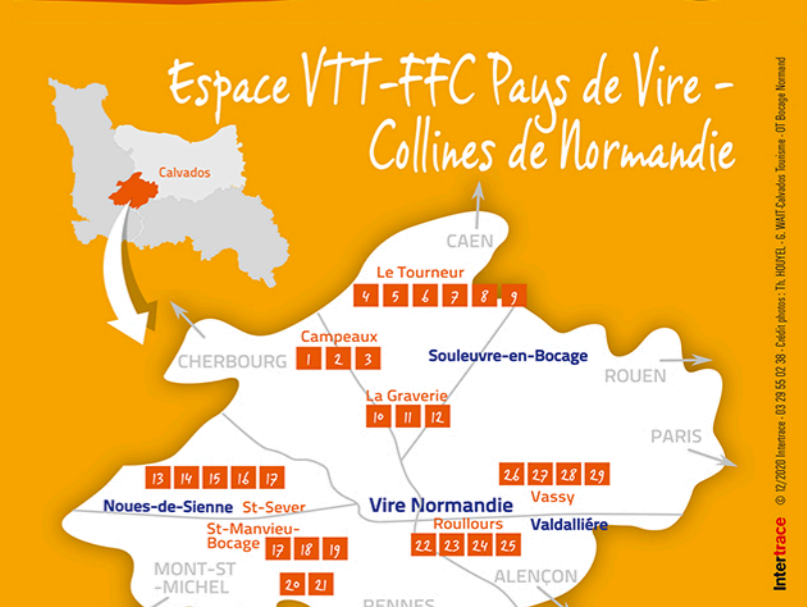 Espace VTT-FFC Pays de Vire -
Collines de Normandie
Calvados
CAEN
Le Tourneur
4 5 6 7 8 9
Campeaux
1 2 3
CHERBOURG
Souleuvre-en-Bocage
ROUEN
La Graverie
10 11 12
PARIS
13 14 15 16 17
26 27 28 29
Vassy
Noues-de-Sienne St-Sever
Vire Normandie
Valdalliére
St-Manvieu-
Bocage
17 18 19
Roullours
22 23 24 25
MONT-ST
-MICHEL
20 21
ALENÇON
RENNES
Intertrace © 12/2020 Intertrace - 03 29 55 02 38 - Crédit photos : Th. HOUYEL - G. WAIT-Calvados Tourisme - OT Bocage Normand